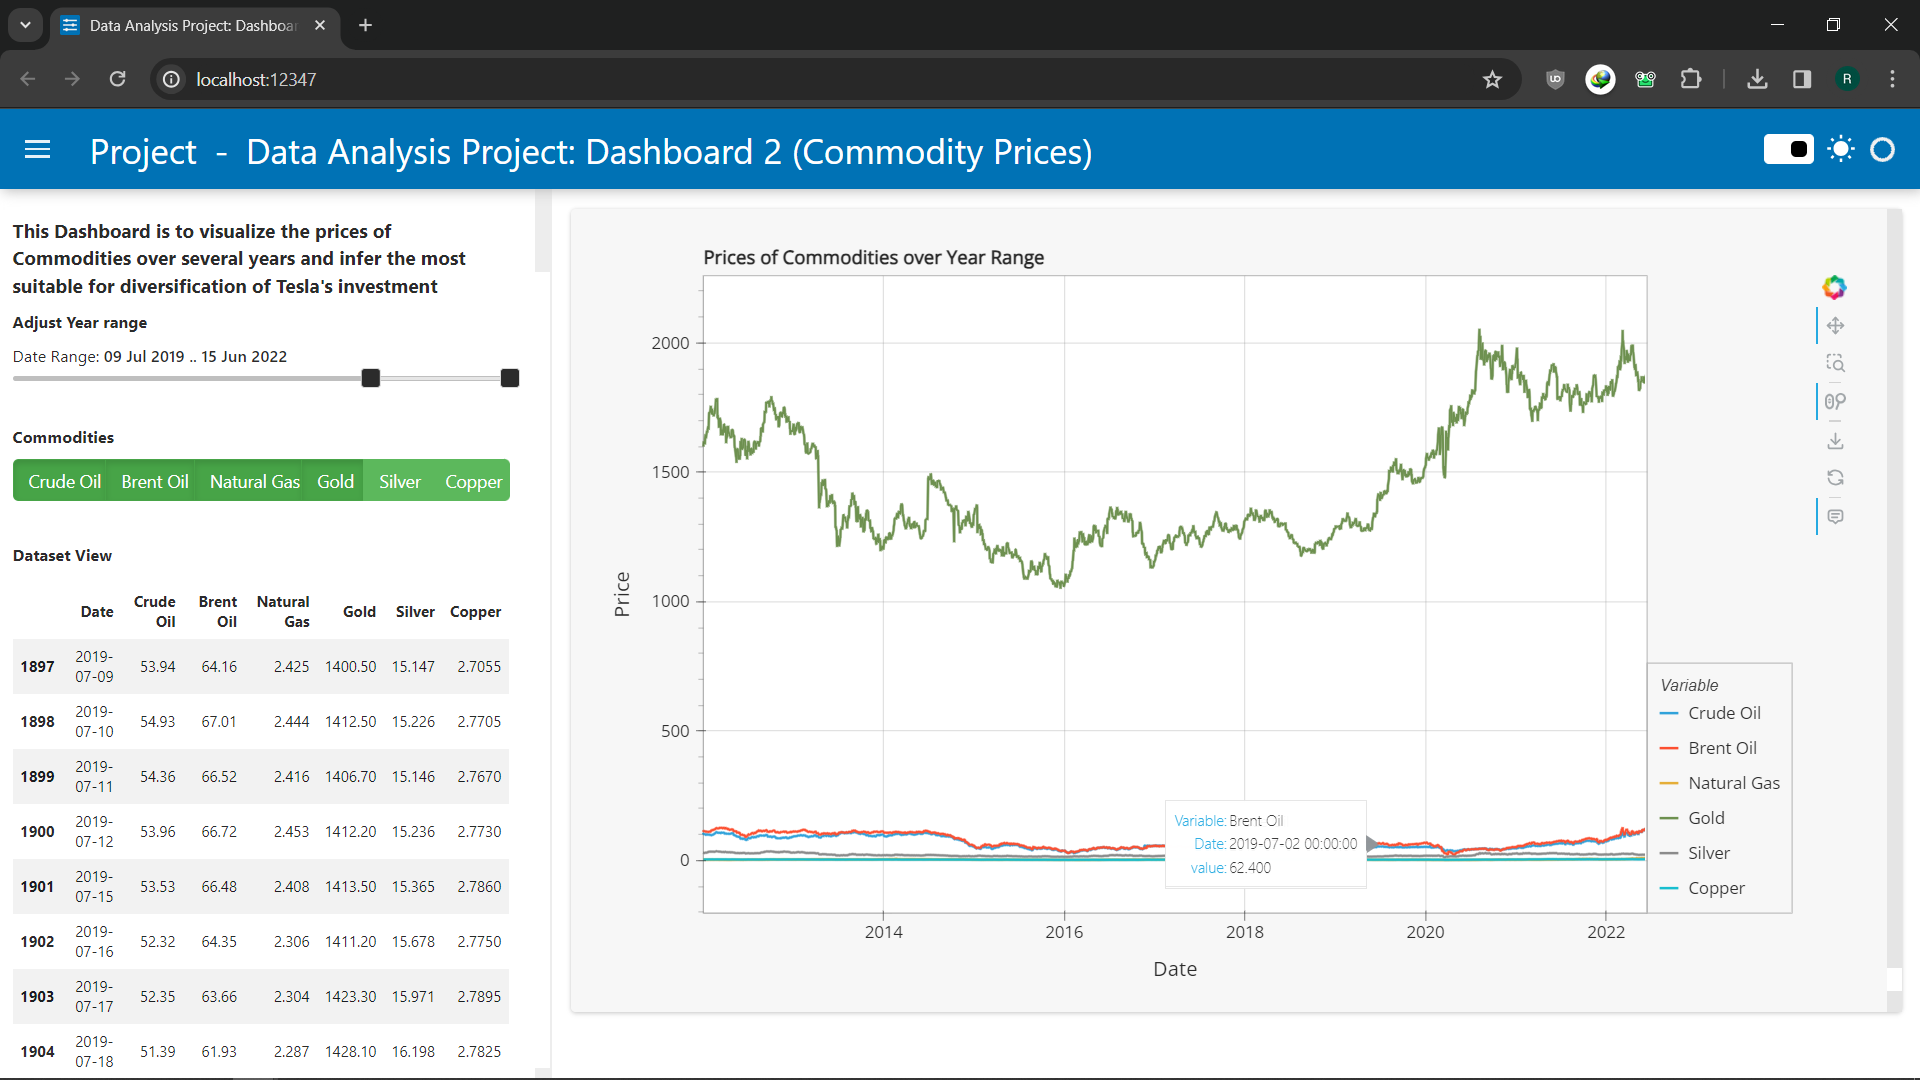 Data Analysis Project: Dashboar
localhost:12347
R
Project - Data Analysis Project: Dashboard 2 (Commodity Prices)
This Dashboard is to visualize the prices of
Commodities over several years and infer the most
suitable for diversification of Tesla's investment
Adjust Year range
Date Range: 09 Jul 2019 .. 15 Jun 2022
Commodities
Crude Oil Brent Oil Natural Gas Gold Silver Copper
Dataset View
Date Crude Oil Brent Oil Natural Gas Gold Silver Copper
1897 2019-07-09 53.94 64.16 2.425 1400.50 15.147 2.7055
1898 2019-07-10 54.93 67.01 2.444 1412.50 15.226 2.7705
1899 2019-07-11 54.36 66.52 2.416 1406.70 15.146 2.7670
1900 2019-07-12 53.96 66.72 2.453 1412.20 15.236 2.7730
1901 2019-07-15 53.53 66.48 2.408 1413.50 15.365 2.7860
1902 2019-07-16 52.32 64.35 2.306 1411.20 15.678 2.7750
1903 2019-07-17 52.35 63.66 2.304 1423.30 15.971 2.7895
1904 2019-07-18 51.39 61.93 2.287 1428.10 16.198 2.7825
Prices of Commodities over Year Range
Price
2000
1500
1000
500
0
2014 2016 2018 2020 2022
Date
Variable: Brent Oil
Date: 2019-07-02 00:00:00
value: 62.400
Variable
Crude Oil
Brent Oil
Natural Gas
Gold
Silver
Copper